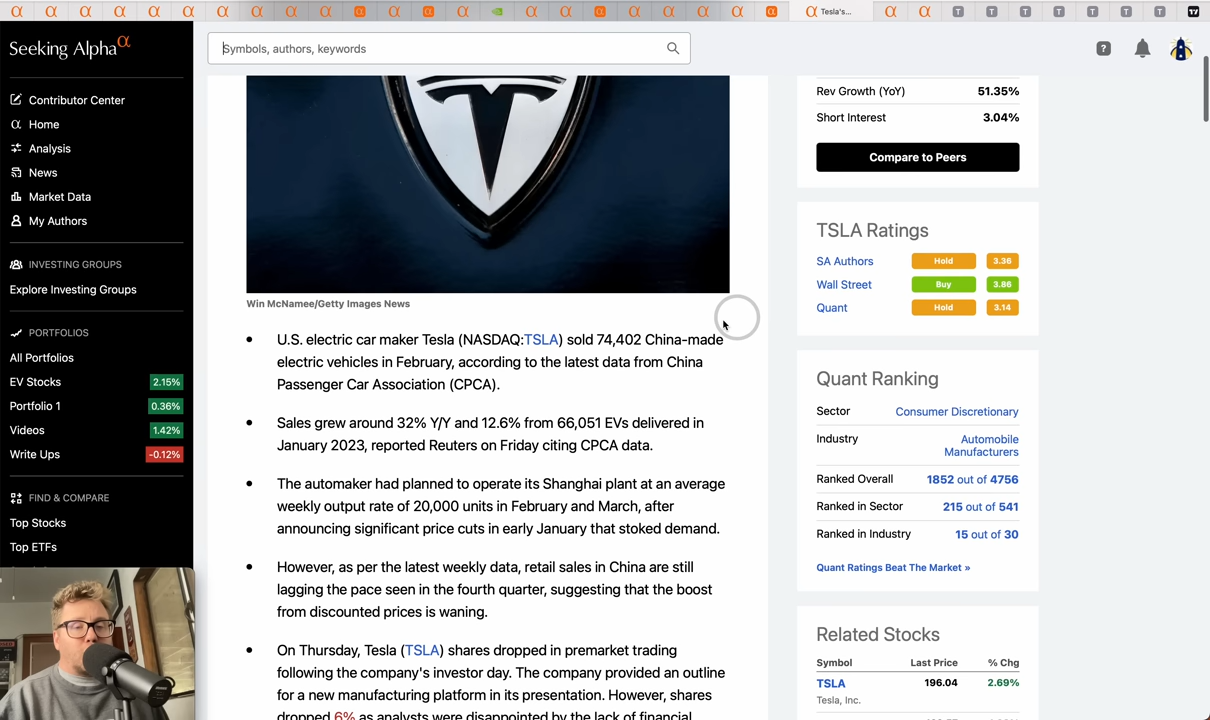 Tesla's...
Seeking Alpha α
Symbols, authors, keywords
Contributor Center
Home
Analysis
News
Market Data
My Authors
INVESTING GROUPS
Explore Investing Groups
PORTFOLIOS
All Portfolios
EV Stocks 2.15%
Portfolio 1 0.36%
Videos 1.42%
Write Ups -0.12%
FIND & COMPARE
Top Stocks
Top ETFs
Win McNamee/Getty Images News
• U.S. electric car maker Tesla (NASDAQ:TSLA) sold 74,402 China-made
electric vehicles in February, according to the latest data from China
Passenger Car Association (CPCA).
• Sales grew around 32% Y/Y and 12.6% from 66,051 EVs delivered in
January 2023, reported Reuters on Friday citing CPCA data.
• The automaker had planned to operate its Shanghai plant at an average
weekly output rate of 20,000 units in February and March, after
announcing significant price cuts in early January that stoked demand.
• However, as per the latest weekly data, retail sales in China are still
lagging the pace seen in the fourth quarter, suggesting that the boost
from discounted prices is waning.
• On Thursday, Tesla (TSLA) shares dropped in premarket trading
following the company's investor day. The company provided an outline
for a new manufacturing platform in its presentation. However, shares
dropped 6% as analysts were disappointed by the lack of financial
Rev Growth (YoY) 51.35%
Short Interest 3.04%
Compare to Peers
TSLA Ratings
SA Authors Hold 3.36
Wall Street Buy 3.86
Quant Hold 3.14
Quant Ranking
Sector Consumer Discretionary
Industry Automobile
Manufacturers
Ranked Overall 1852 out of 4756
Ranked in Sector 215 out of 541
Ranked in Industry 15 out of 30
Quant Ratings Beat The Market »
Related Stocks
Symbol Last Price % Chg
TSLA 196.04 2.69%
Tesla, Inc.